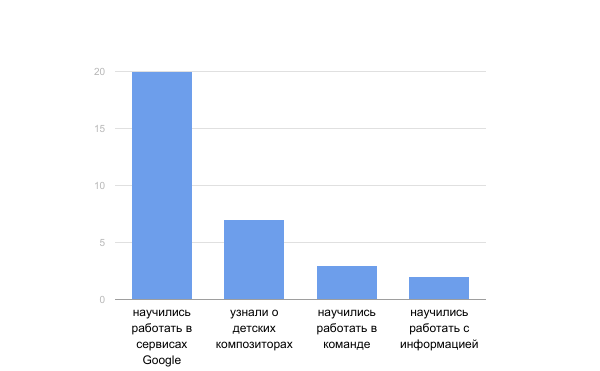 20
15
10
5
0
научились работать в сервисах Google
узнали о детских композиторах
научились работать в команде
научились работать с информацией